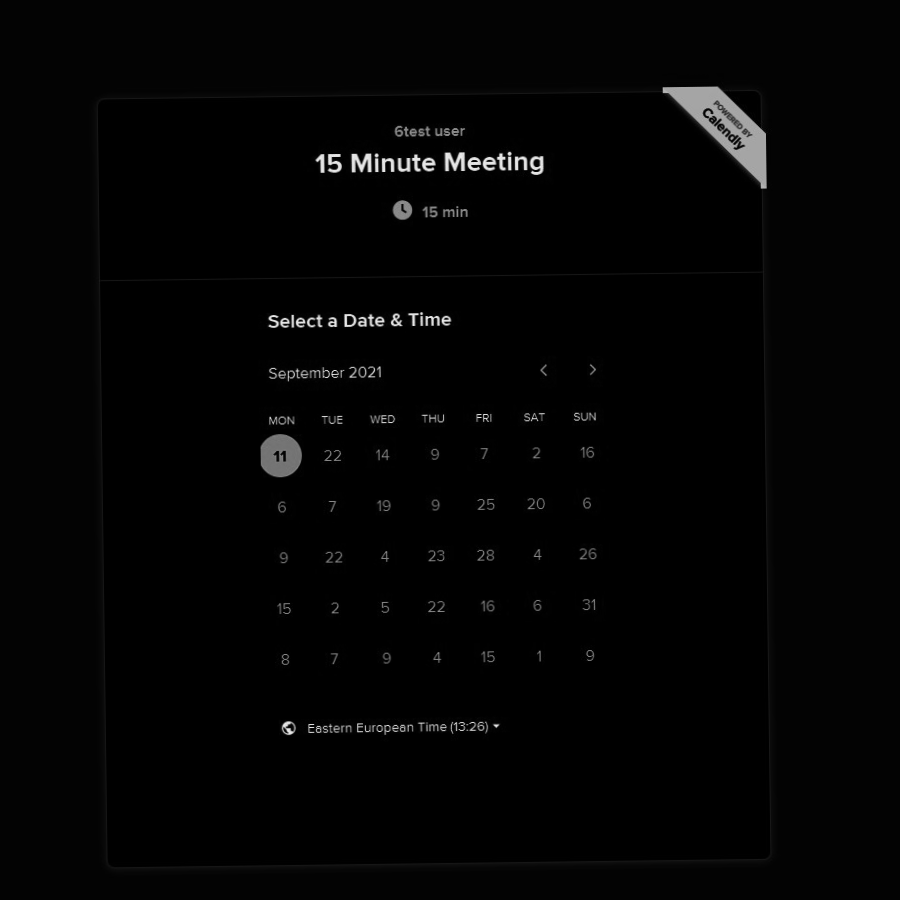 POWERED BY
Calendly
6test user
15 Minute Meeting
15 min
Select a Date & Time
September 2021
MON TUE WED THU FRI SAT SUN
11 22 14 9 7 2 16
6 7 19 9 25 20 6
9 22 4 23 28 4 26
15 2 5 22 16 6 31
8 7 9 4 15 1 9
Eastern European Time (13:26)